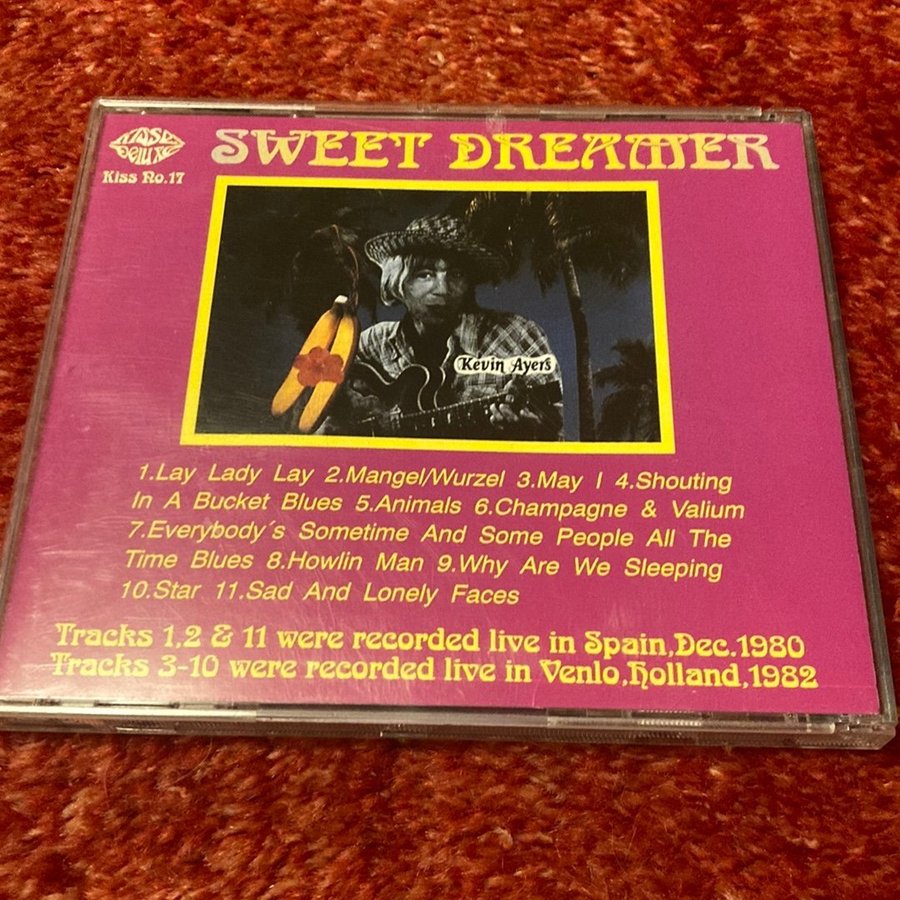 KISS
DELUXE
Kiss No.17
SWEET DREAMER
Kevin Ayers
1.Lay Lady Lay 2.Mangel/Wurzel 3.May I 4.Shouting
In A Bucket Blues 5.Animals 6.Champagne & Valium
7.Everybody´s Sometime And Some People All The
Time Blues 8.Howlin Man 9.Why Are We Sleeping
10.Star 11.Sad And Lonely Faces
Tracks 1,2 & 11 were recorded live in Spain,Dec.1980
Tracks 3-10 were recorded live in Venlo,Holland,1982